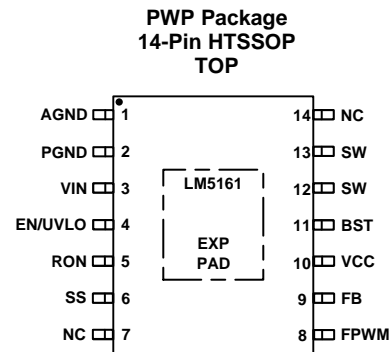 PWP Package
14-Pin HTSSOP
TOP
AGND 1 14 NC
PGND 2 13 SW
VIN 3 LM5161 12 SW
EN/UVLO 4 11 BST
EXP
PAD
RON 5 10 VCC
SS 6 9 FB
NC 7 8 FPWM